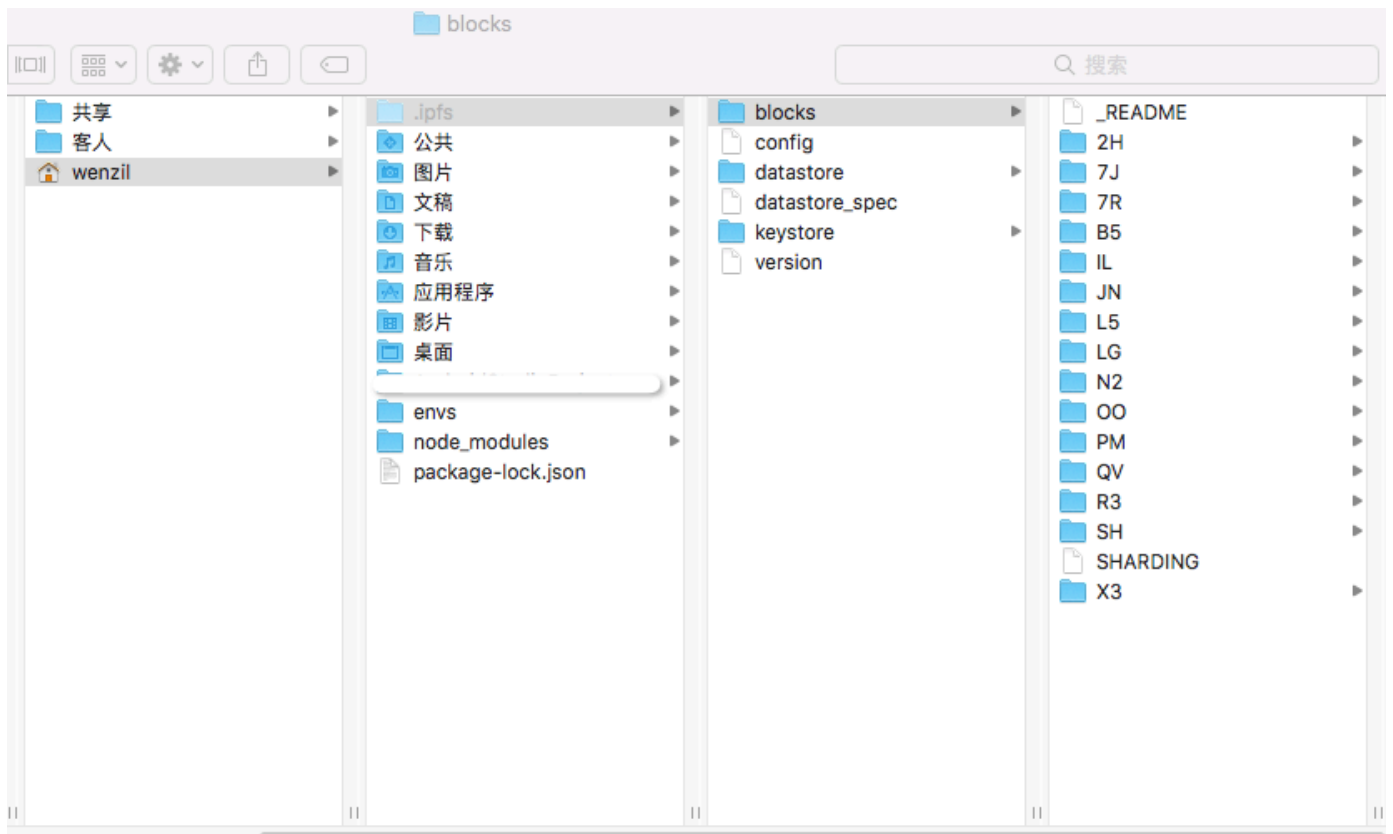 blocks
搜索
共享
客人
wenzil
.ipfs
公共
图片
文稿
下载
音乐
应用程序
影片
桌面
envs
node_modules
package-lock.json
blocks
config
datastore
datastore_spec
keystore
version
_README
2H
7J
7R
B5
IL
JN
L5
LG
N2
OO
PM
QV
R3
SH
SHARDING
X3